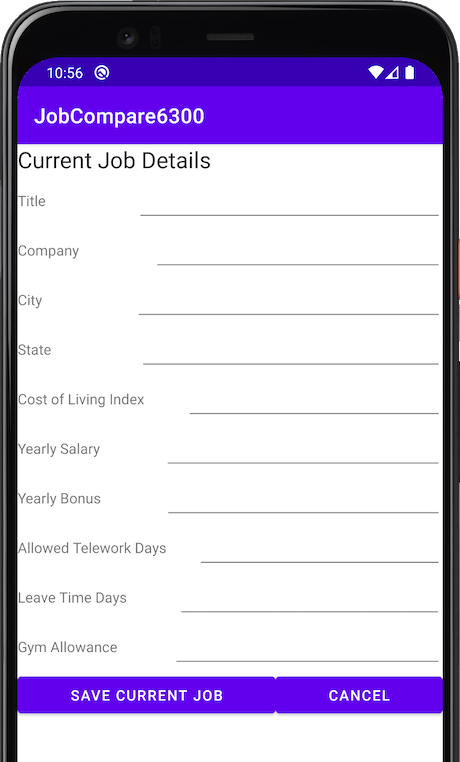 10:56
JobCompare6300
Current Job Details
Title
Company
City
State
Cost of Living Index
Yearly Salary
Yearly Bonus
Allowed Telework Days
Leave Time Days
Gym Allowance
SAVE CURRENT JOB CANCEL